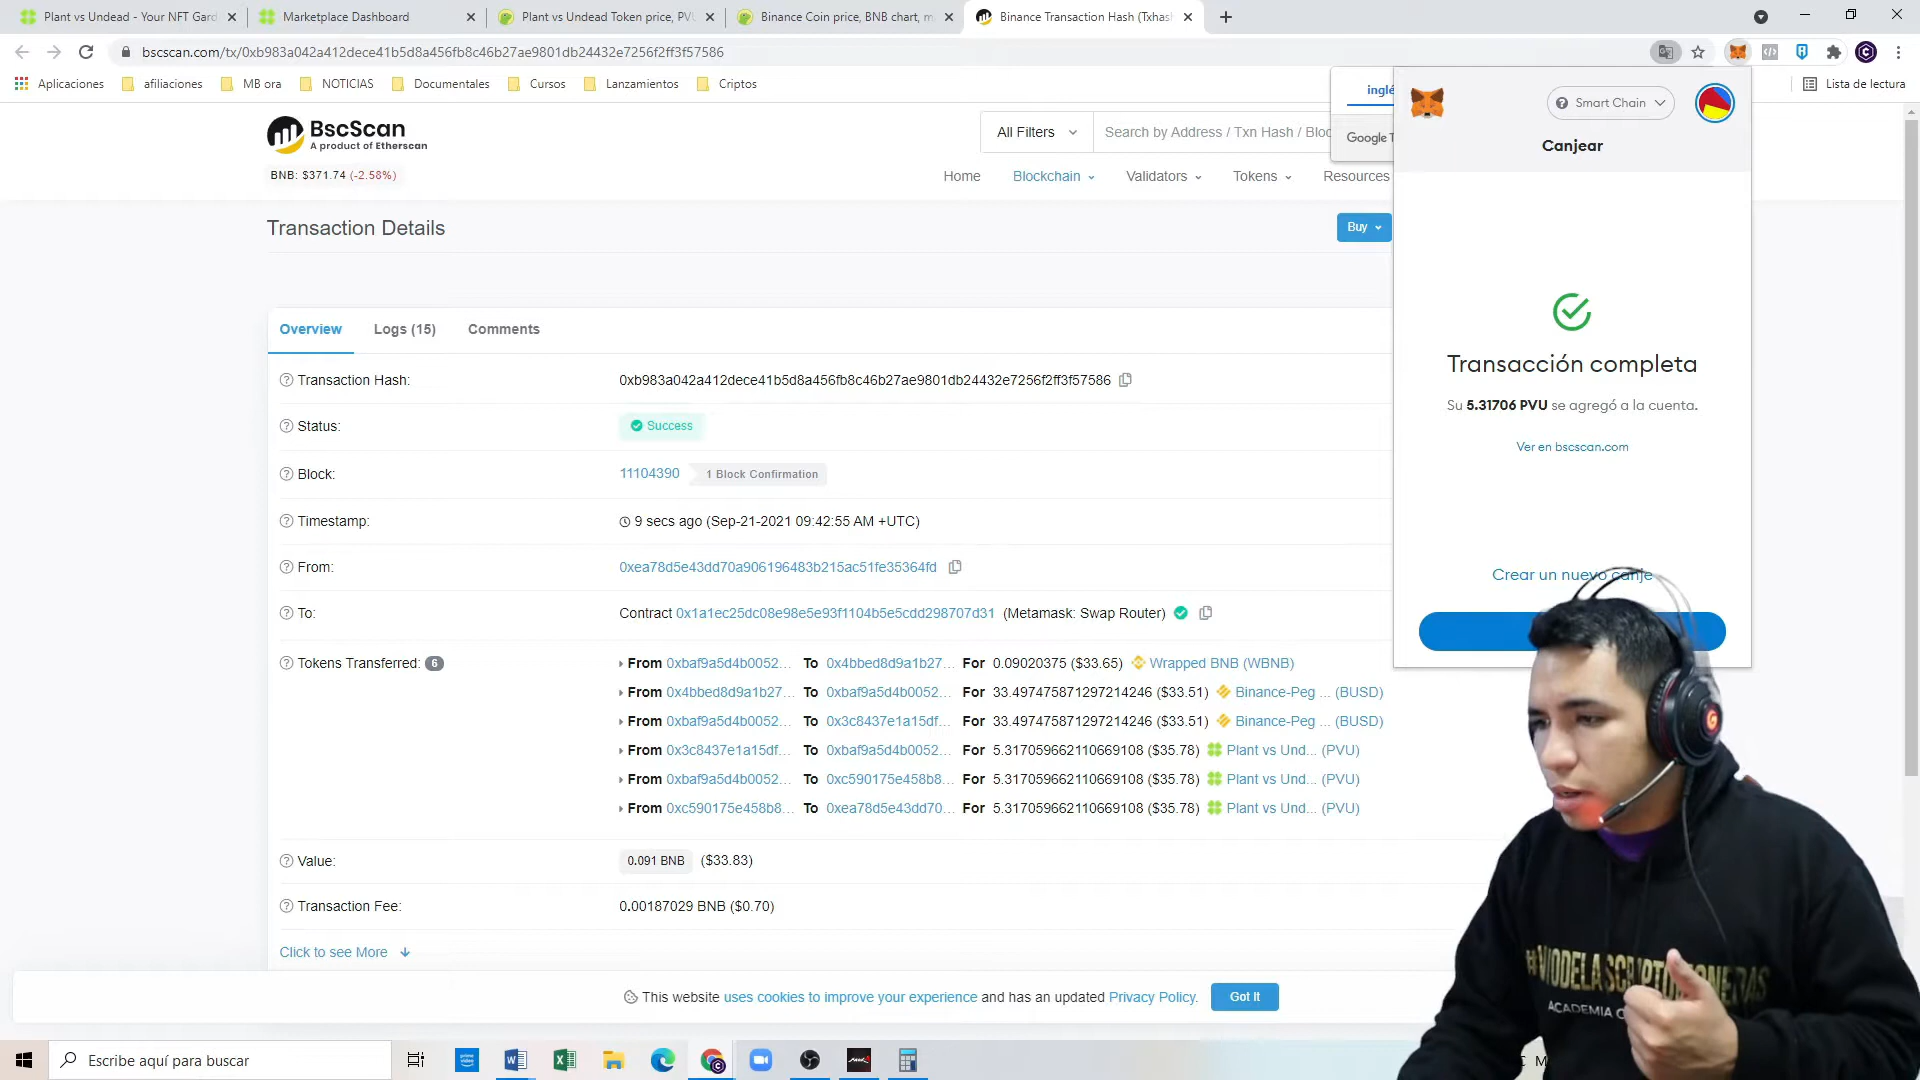 Plant vs Undead - Your NFT Gard
Marketplace Dashboard
Plant vs Undead Token price, PVU
Binance Coin price, BNB chart, m
Binance Transaction Hash (Txhas
bscscan.com/tx/0xb983a042a412dece41b5d8a456fb8c46b27ae9801db24432e7256f2ff3f57586
Aplicaciones
afiliaciones
MB ora
NOTICIAS
Documentales
Cursos
Lanzamientos
Criptos
Lista de lectura
BscScan
A product of Etherscan
BNB: $371.74 (-2.58%)
All Filters
Search by Address / Txn Hash / Bloc
Home
Blockchain
Validators
Tokens
Resources
inglé
Google T
Smart Chain
Canjear
Transaction Details
Buy
Overview
Logs (15)
Comments
Transaction Hash:
0xb983a042a412dece41b5d8a456fb8c46b27ae9801db24432e7256f2ff3f57586
Status:
Success
Block:
11104390
1 Block Confirmation
Timestamp:
9 secs ago (Sep-21-2021 09:42:55 AM +UTC)
From:
0xea78d5e43dd70a906196483b215ac51fe35364fd
To:
Contract 0x1a1ec25dc08e98e5e93f1104b5e5cdd298707d31 (Metamask: Swap Router)
Tokens Transferred: 6
From 0xbaf9a5d4b0052... To 0x4bbed8d9a1b27... For 0.09020375 ($33.65) Wrapped BNB (WBNB)
From 0x4bbed8d9a1b27... To 0xbaf9a5d4b0052... For 33.497475871297214246 ($33.51) Binance-Peg ... (BUSD)
From 0xbaf9a5d4b0052... To 0x3c8437e1a15df... For 33.497475871297214246 ($33.51) Binance-Peg ... (BUSD)
From 0x3c8437e1a15df... To 0xbaf9a5d4b0052... For 5.317059662110669108 ($35.78) Plant vs Und... (PVU)
From 0xbaf9a5d4b0052... To 0xc590175e458b8... For 5.317059662110669108 ($35.78) Plant vs Und... (PVU)
From 0xc590175e458b8... To 0xea78d5e43dd70... For 5.317059662110669108 ($35.78) Plant vs Und... (PVU)
Value:
0.091 BNB ($33.83)
Transaction Fee:
0.00187029 BNB ($0.70)
Click to see More
Transacción completa
Su 5.31706 PVU se agregó a la cuenta.
Ver en bscscan.com
Crear un nuevo canje
This website uses cookies to improve your experience and has an updated Privacy Policy.
Got It
ACADEMIA
Escribe aquí para buscar